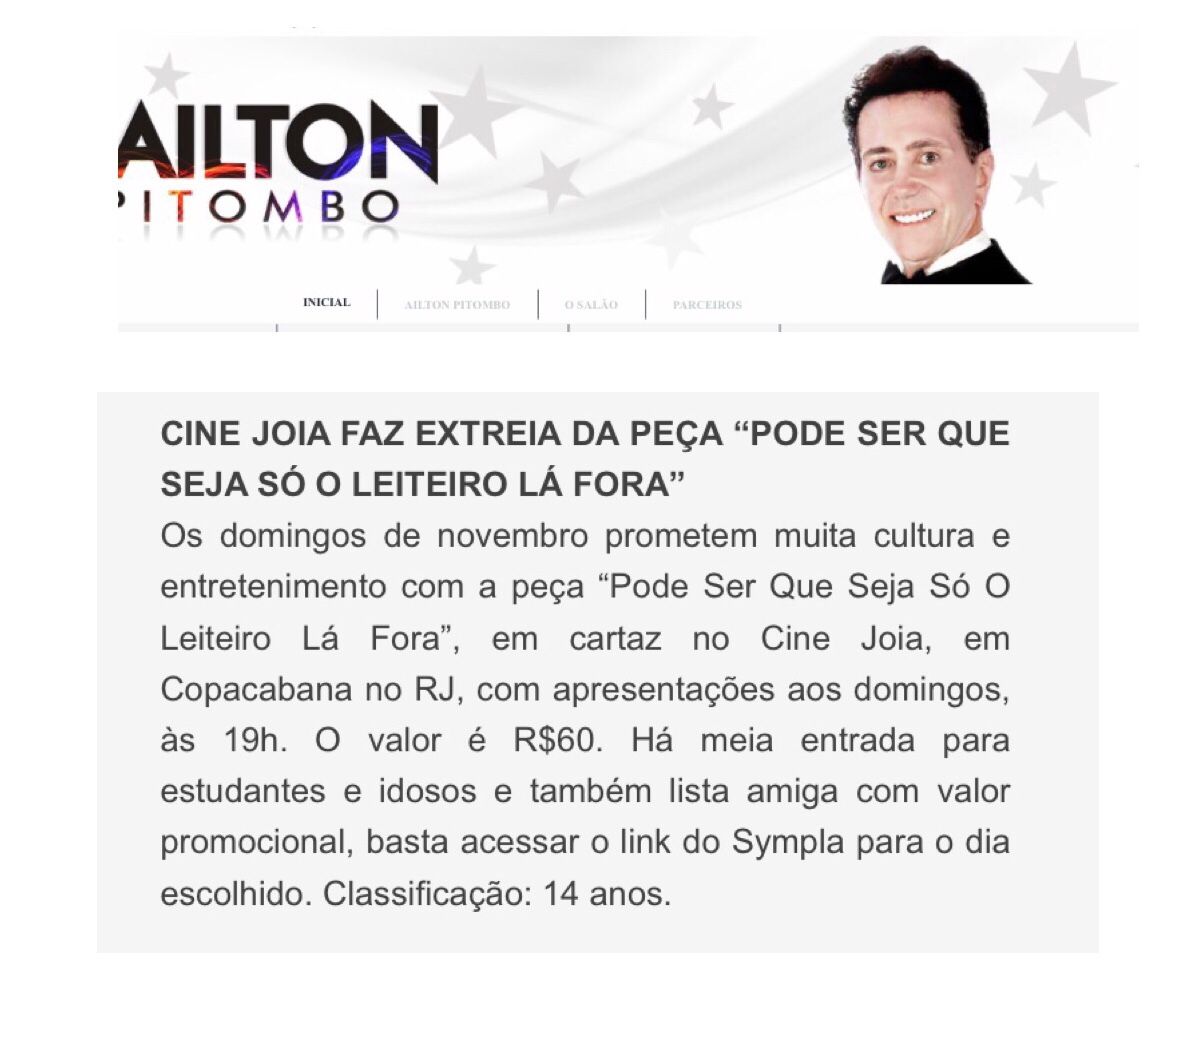 AILTON
PITOMBO
INICIAL
AILTON PITOMBO
O SALÃO
PARCEIROS
CINE JOIA FAZ EXTREIA DA PEÇA “PODE SER QUE
SEJA SÓ O LEITEIRO LÁ FORA”
Os domingos de novembro prometem muita cultura e
entretenimento com a peça “Pode Ser Que Seja Só O
Leiteiro Lá Fora”, em cartaz no Cine Joia, em
Copacabana no RJ, com apresentações aos domingos,
às 19h. O valor é R$60. Há meia entrada para
estudantes e idosos e também lista amiga com valor
promocional, basta acessar o link do Sympla para o dia
escolhido. Classificação: 14 anos.